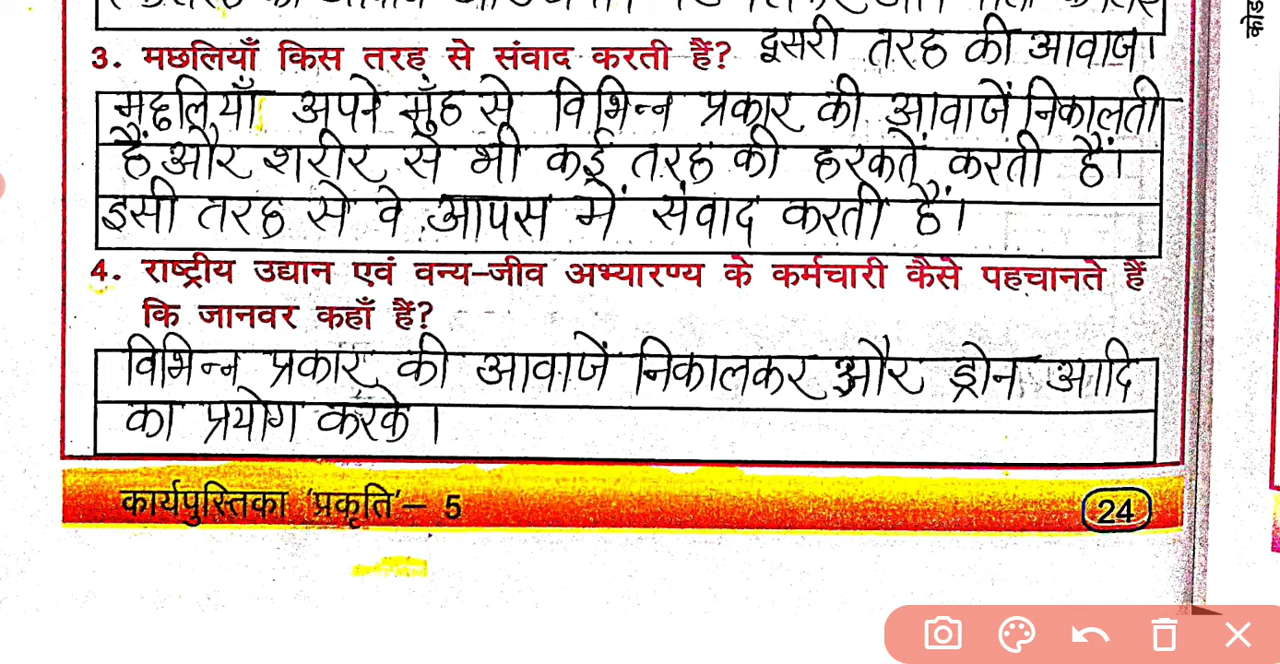 3. मछलियाँ किस तरह से संवाद करती हैं? दूसरी तरह की आवाज।
मछलियाँ अपने मुँह से विभिन्न प्रकार की आवाजें निकालती
हैं और शरीर से भी कई तरह की हरकतें करती हैं।
इसी तरह से वे आपस में संवाद करती हैं।
4. राष्ट्रीय उद्यान एवं वन्य-जीव अभ्यारण्य के कर्मचारी कैसे पहचानते हैं
कि जानवर कहाँ हैं?
विभिन्न प्रकार की आवाजें निकालकर और ड्रोन आदि
का प्रयोग करके।
कार्यपुस्तिका 'प्रकृति'– 5
24